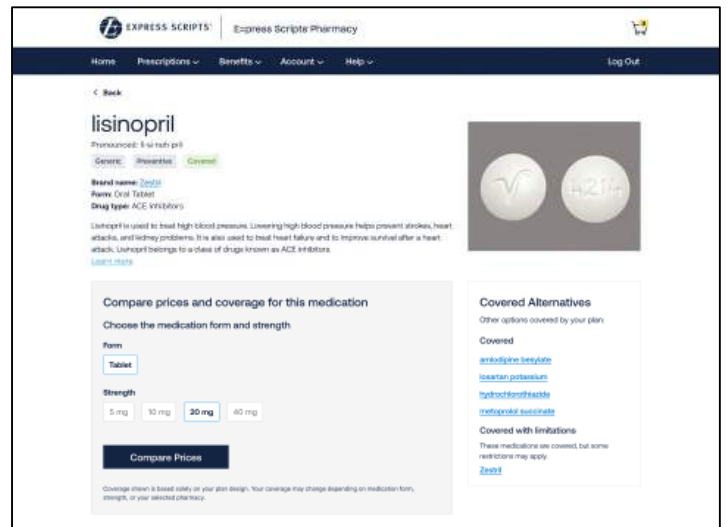 EXPRESS SCRIPTS
Express Scripts Pharmacy
Home Prescriptions Benefits Account Help Log Out
< Back
lisinopril
Pronounced: li-si-nuh-pril
Generic Preventive Covered
Brand name: Zestril
Form: Oral Tablet
Drug type: ACE Inhibitors
Lisinopril is used to treat high blood pressure. Lowering high blood pressure helps prevent strokes, heart
attacks, and kidney problems. It is also used to treat heart failure and to improve survival after a heart
attack. Lisinopril belongs to a class of drugs known as ACE inhibitors
Learn more
V
4214
Compare prices and coverage for this medication
Choose the medication form and strength
Form
Tablet
Strength
5 mg 10 mg 20 mg 40 mg
Compare Prices
Coverage shown is based solely on your plan design. Your coverage may change depending on medication form,
strength, or your selected pharmacy.
Covered Alternatives
Other options covered by your plan:
Covered
amlodipine besylate
losartan potassium
hydrochlorothiazide
metoprolol succinate
Covered with limitations
These medications are covered, but some
restrictions may apply.
Zestril